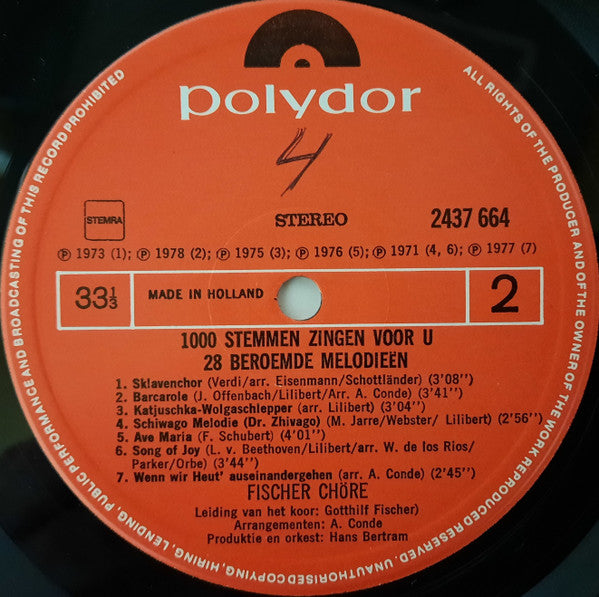 polydor
4
STEMRA
STEREO
2437 664
℗ 1973 (1); ℗ 1978 (2); ℗ 1975 (3); ℗ 1976 (5); ℗ 1971 (4, 6); ℗ 1977 (7)
33⅓
MADE IN HOLLAND
2
1000 STEMMEN ZINGEN VOOR U
28 BEROEMDE MELODIEËN
1. Sklavenchor (Verdi/arr. Eisenmann/Schottländer) (3'08'')
2. Barcarole (J. Offenbach/Lilibert/Arr. A. Conde) (3'41'')
3. Katjuschka-Wolgaschlepper (arr. Lilibert) (3'04'')
4. Schiwago Melodie (Dr. Zhivago) (M. Jarre/Webster/ Lilibert) (2'56'')
5. Ave Maria (F. Schubert) (4'01'')
6. Song of Joy (L. v. Beethoven/Lilibert/arr. W. de los Rios/
Parker/Orbe) (3'44'')
7. Wenn wir Heut' auseinandergehen (arr. A. Conde) (2'45'')
FISCHER CHÖRE
Leiding van het koor: Gotthilf Fischer)
Arrangementen: A. Conde
Produktie en orkest: Hans Bertram
ALL RIGHTS OF THE PRODUCER AND OF THE OWNER OF THE WORK REPRODUCED RESERVED. UNAUTHORISED COPYING, HIRING, LENDING, PUBLIC PERFORMANCE AND BROADCASTING OF THIS RECORD PROHIBITED